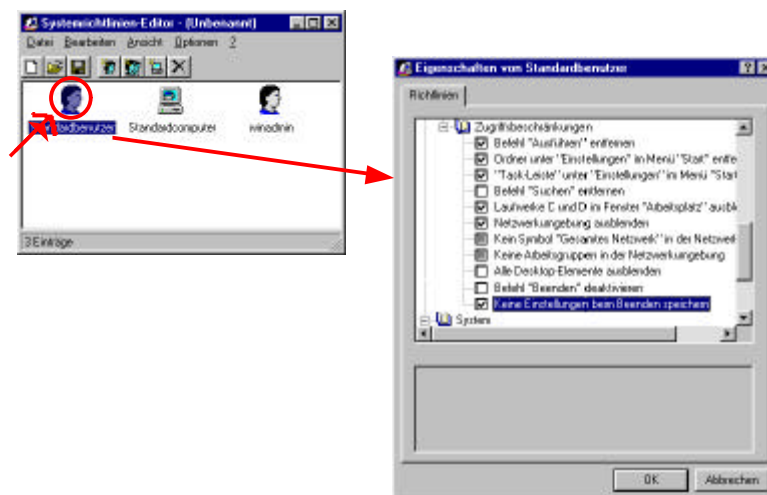 Systemrichtlinien-Editor - (Unbenannt)
Datei Bearbeiten Ansicht Optionen ?
Standardbenutzer Standardcomputer winadmin
3 Einträge
Eigenschaften von Standardbenutzer
Richtlinien
Zugriffsbeschränkungen
Befehl "Ausführen" entfernen
Ordner unter "Einstellungen" im Menü "Start" entfe
"Task-Leiste" unter "Einstellungen" im Menü "Start
Befehl "Suchen" entfernen
Laufwerke C und D im Fenster "Arbeitsplatz" ausbl
Netzwerkumgebung ausblenden
Kein Symbol "Gesamtes Netzwerk" in der Netzwerk
Keine Arbeitsgruppen in der Netzwerkumgebung
Alle Desktop-Elemente ausblenden
Befehl "Beenden" deaktivieren
Keine Einstellungen beim Beenden speichern
System
OK Abbrechen